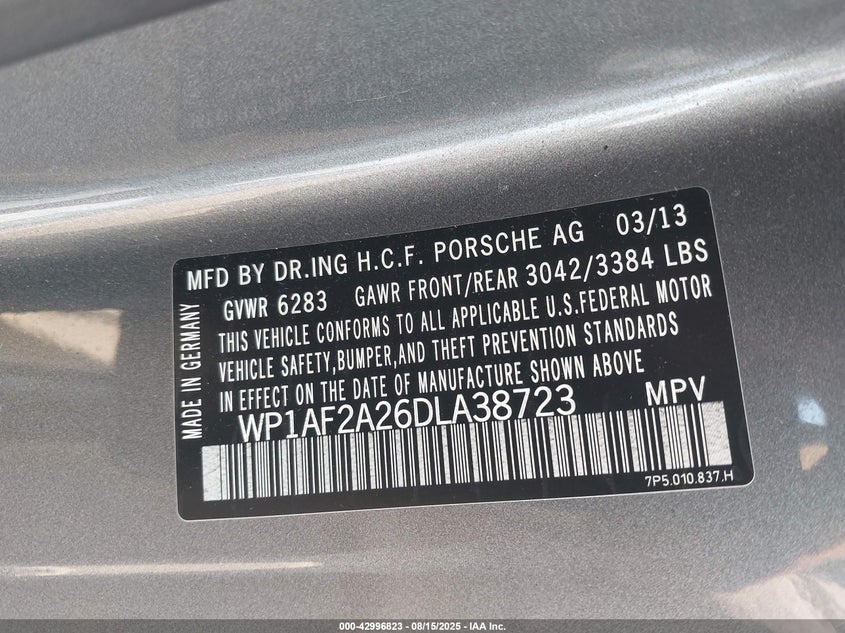 MFD BY DR.ING H.C.F. PORSCHE AG 03/13
GVWR 6283 GAWR FRONT/REAR 3042/3384 LBS
THIS VEHICLE CONFORMS TO ALL APPLICABLE U.S.FEDERAL MOTOR
VEHICLE SAFETY,BUMPER,AND THEFT PREVENTION STANDARDS
IN EFFECT ON THE DATE OF MANUFACTURE SHOWN ABOVE
WP1AF2A26DLA38723 MPV
7P5.010.837.H
MADE IN GERMANY
000-42996823 - 08/15/2025 - IAA Inc.